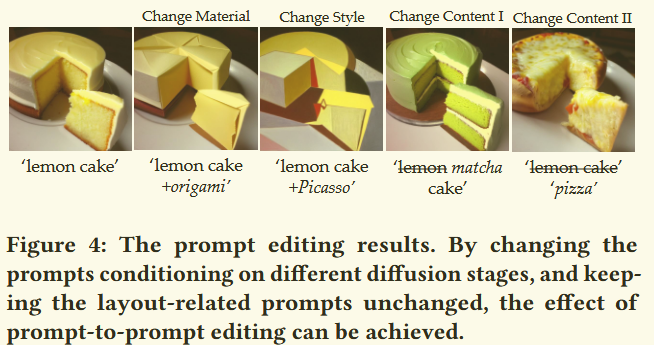 Change Material Change Style Change Content I Change Content II
‘lemon cake’ ‘lemon cake ‘lemon cake ‘lemon matcha ‘lemon cake’
+origami’ +Picasso’ cake’ ‘pizza’
Figure 4: The prompt editing results. By changing the
prompts conditioning on different diffusion stages, and keep-
ing the layout-related prompts unchanged, the effect of
prompt-to-prompt editing can be achieved.